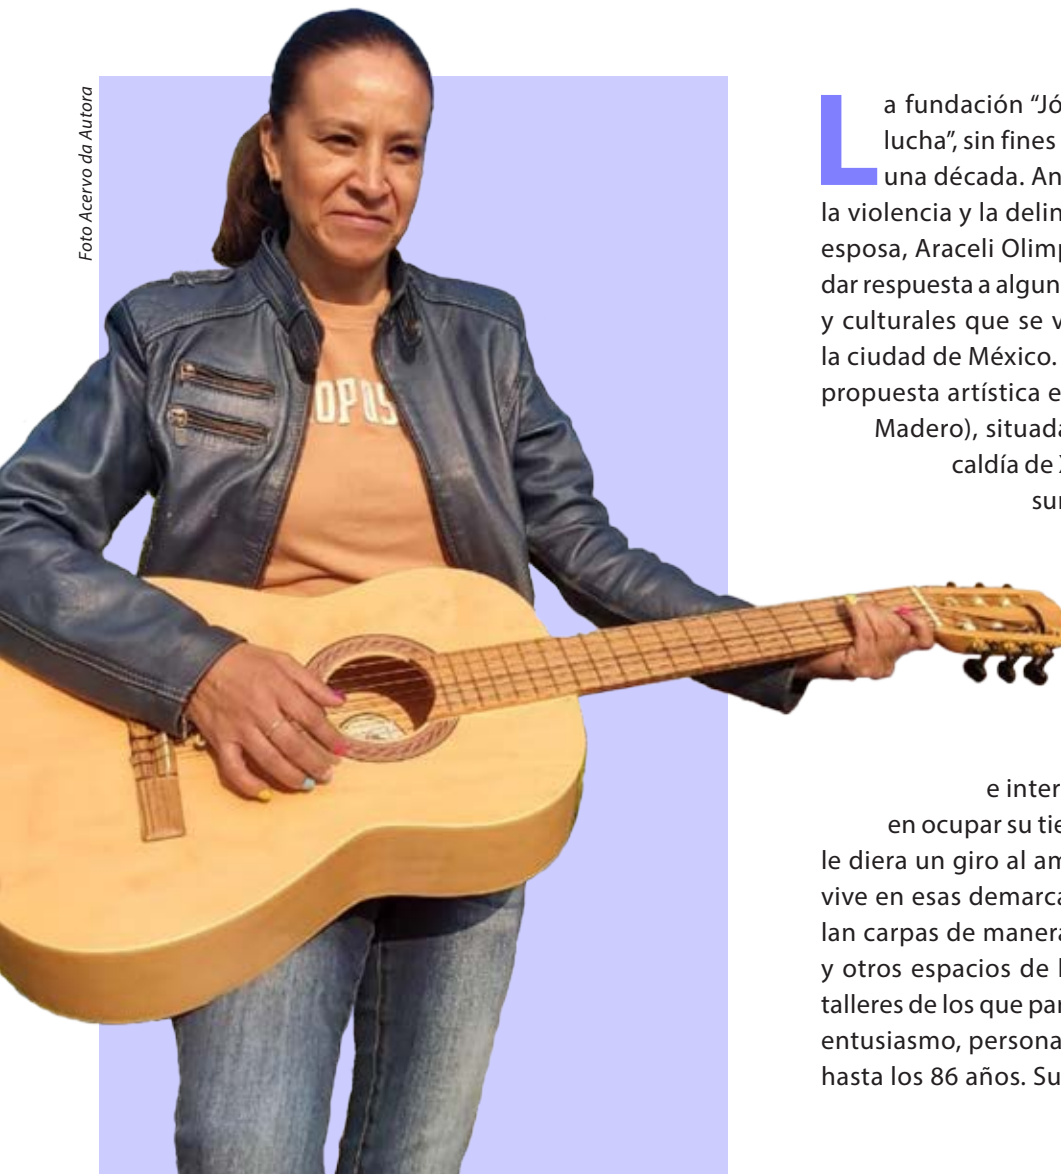 Foto Acervo da Autora
La fundación “Jó
lucha”, sin fines
una década. An
la violencia y la delin
esposa, Araceli Olimp
dar respuesta a algun
y culturales que se v
la ciudad de México.
propuesta artística e
Madero), situada
caldía de X
sur
e inter
en ocupar su tie
le diera un giro al am
vive en esas demarca
lan carpas de manera
y otros espacios de l
talleres de los que par
entusiasmo, persona
hasta los 86 años. Su
OPOS